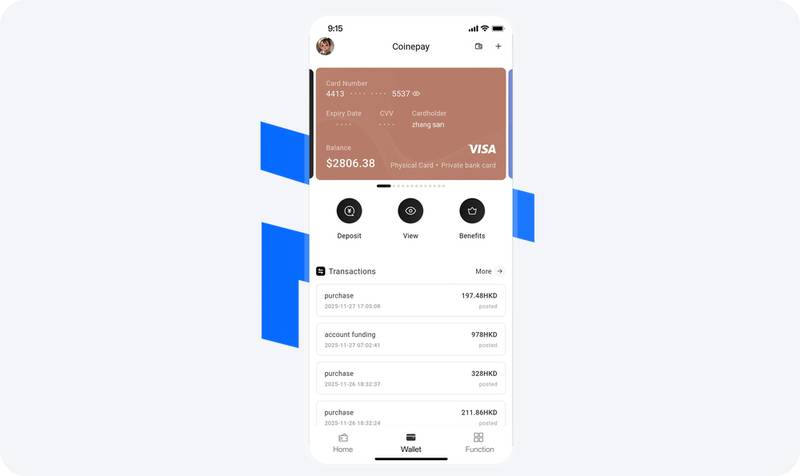 9:15
Coinepay
Card Number
4413 ···· ···· 5537
Expiry Date CVV Cardholder
···· ···· zhang san
Balance
VISA
$2806.38 Physical Card • Private bank card
Deposit View Benefits
Transactions More →
purchase 197.48HKD
2025-11-27 17:05:08 posted
account funding 978HKD
2025-11-27 07:02:41 posted
purchase 328HKD
2025-11-26 18:32:37 posted
purchase 211.86HKD
2025-11-26 18:32:24 posted
Home Wallet Function